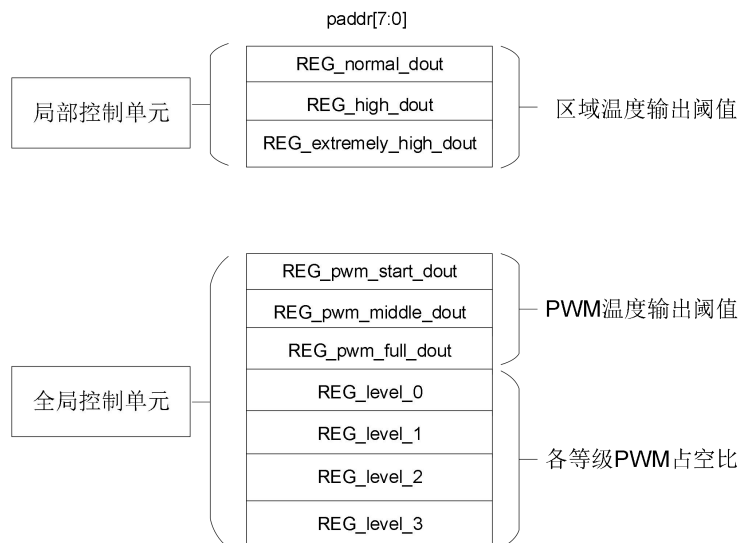 paddr[7:0]
局部控制单元
REG_normal_dout
REG_high_dout
REG_extremely_high_dout
区域温度输出阈值
全局控制单元
REG_pwm_start_dout
REG_pwm_middle_dout
REG_pwm_full_dout
PWM温度输出阈值
REG_level_0
REG_level_1
REG_level_2
REG_level_3
各等级PWM占空比